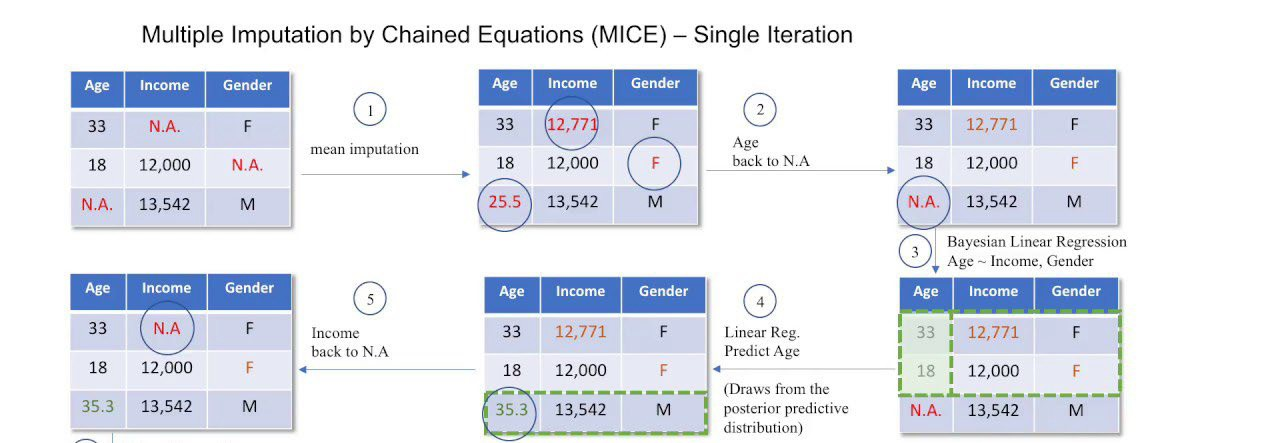 Multiple Imputation by Chained Equations (MICE) – Single Iteration
Age Income Gender
33 N.A. F
18 12,000 N.A.
N.A. 13,542 M
1
mean imputation
Age Income Gender
33 12,771 F
18 12,000 F
25.5 13,542 M
2
Age
back to N.A
Age Income Gender
33 12,771 F
18 12,000 F
N.A. 13,542 M
3
Bayesian Linear Regression
Age ~ Income, Gender
Age Income Gender
33 12,771 F
18 12,000 F
N.A. 13,542 M
4
Linear Reg.
Predict Age
(Draws from the
posterior predictive
distribution)
Age Income Gender
33 12,771 F
18 12,000 F
35.3 13,542 M
5
Income
back to N.A
Age Income Gender
33 N.A F
18 12,000 F
35.3 13,542 M